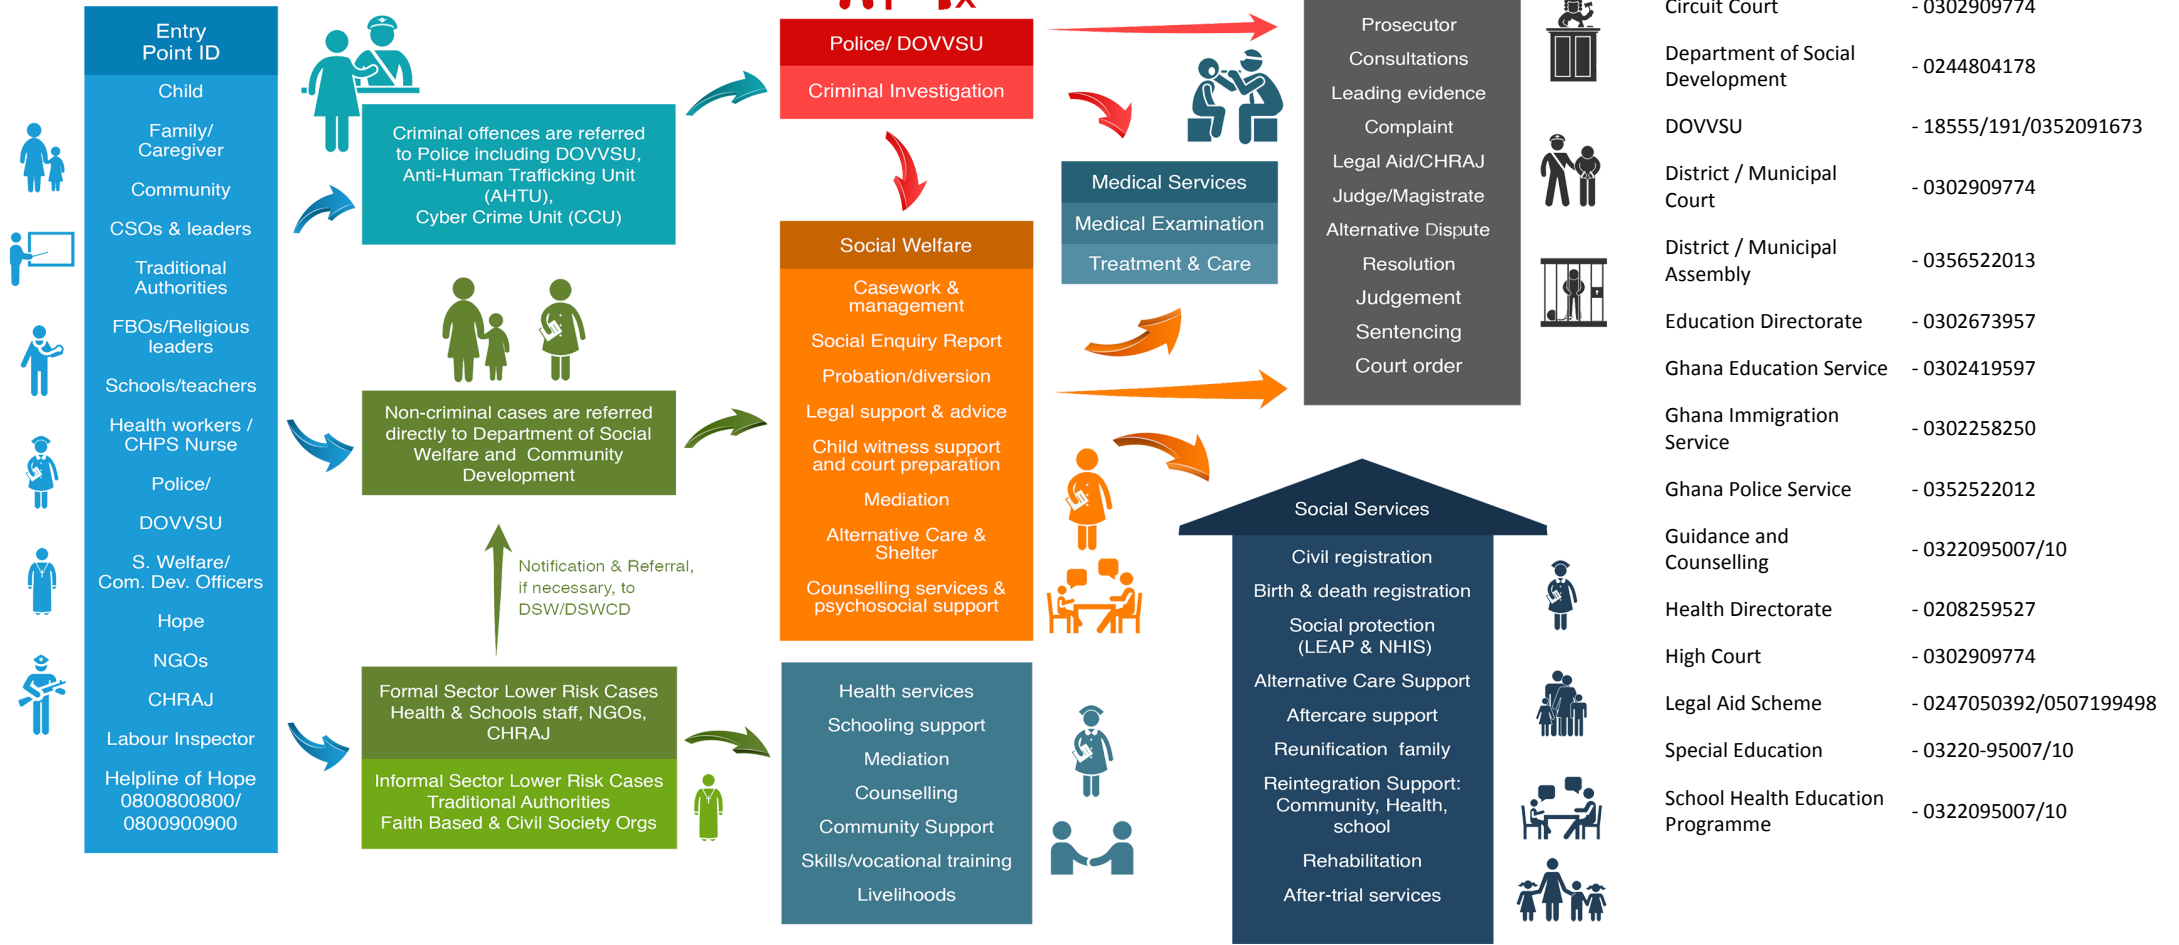 Entry
Point ID
Child
Family/
Caregiver
Community
CSOs & leaders
Traditional
Authorities
FBOs/Religious
leaders
Schools/teachers
Health workers /
CHPS Nurse
Police/
DOVVSU
S. Welfare/
Com. Dev. Officers
Hope
NGOs
CHRAJ
Labour Inspector
Helpline of Hope
0800800800/
0800900900
Criminal offences are referred
to Police including DOVVSU,
Anti-Human Trafficking Unit
(AHTU),
Cyber Crime Unit (CCU)
Non-criminal cases are referred
directly to Department of Social
Welfare and Community
Development
Notification & Referral,
if necessary, to
DSW/DSWCD
Formal Sector Lower Risk Cases
Health & Schools staff, NGOs,
CHRAJ
Informal Sector Lower Risk Cases
Traditional Authorities
Faith Based & Civil Society Orgs
Police/ DOVVSU
Criminal Investigation
Social Welfare
Casework &
management
Social Enquiry Report
Probation/diversion
Legal support & advice
Child witness support
and court preparation
Mediation
Alternative Care &
Shelter
Counselling services &
psychosocial support
Health services
Schooling support
Mediation
Counselling
Community Support
Skills/vocational training
Livelihoods
Medical Services
Medical Examination
Treatment & Care
Prosecutor
Consultations
Leading evidence
Complaint
Legal Aid/CHRAJ
Judge/Magistrate
Alternative Dispute
Resolution
Judgement
Sentencing
Court order
Social Services
Civil registration
Birth & death registration
Social protection
(LEAP & NHIS)
Alternative Care Support
Aftercare support
Reunification family
Reintegration Support:
Community, Health,
school
Rehabilitation
After-trial services
Circuit Court - 0302909774
Department of Social
Development - 0244804178
DOVVSU - 18555/191/0352091673
District / Municipal
Court - 0302909774
District / Municipal
Assembly - 0356522013
Education Directorate - 0302673957
Ghana Education Service - 0302419597
Ghana Immigration
Service - 0302258250
Ghana Police Service - 0352522012
Guidance and
Counselling - 0322095007/10
Health Directorate - 0208259527
High Court - 0302909774
Legal Aid Scheme - 0247050392/0507199498
Special Education - 03220-95007/10
School Health Education
Programme - 0322095007/10